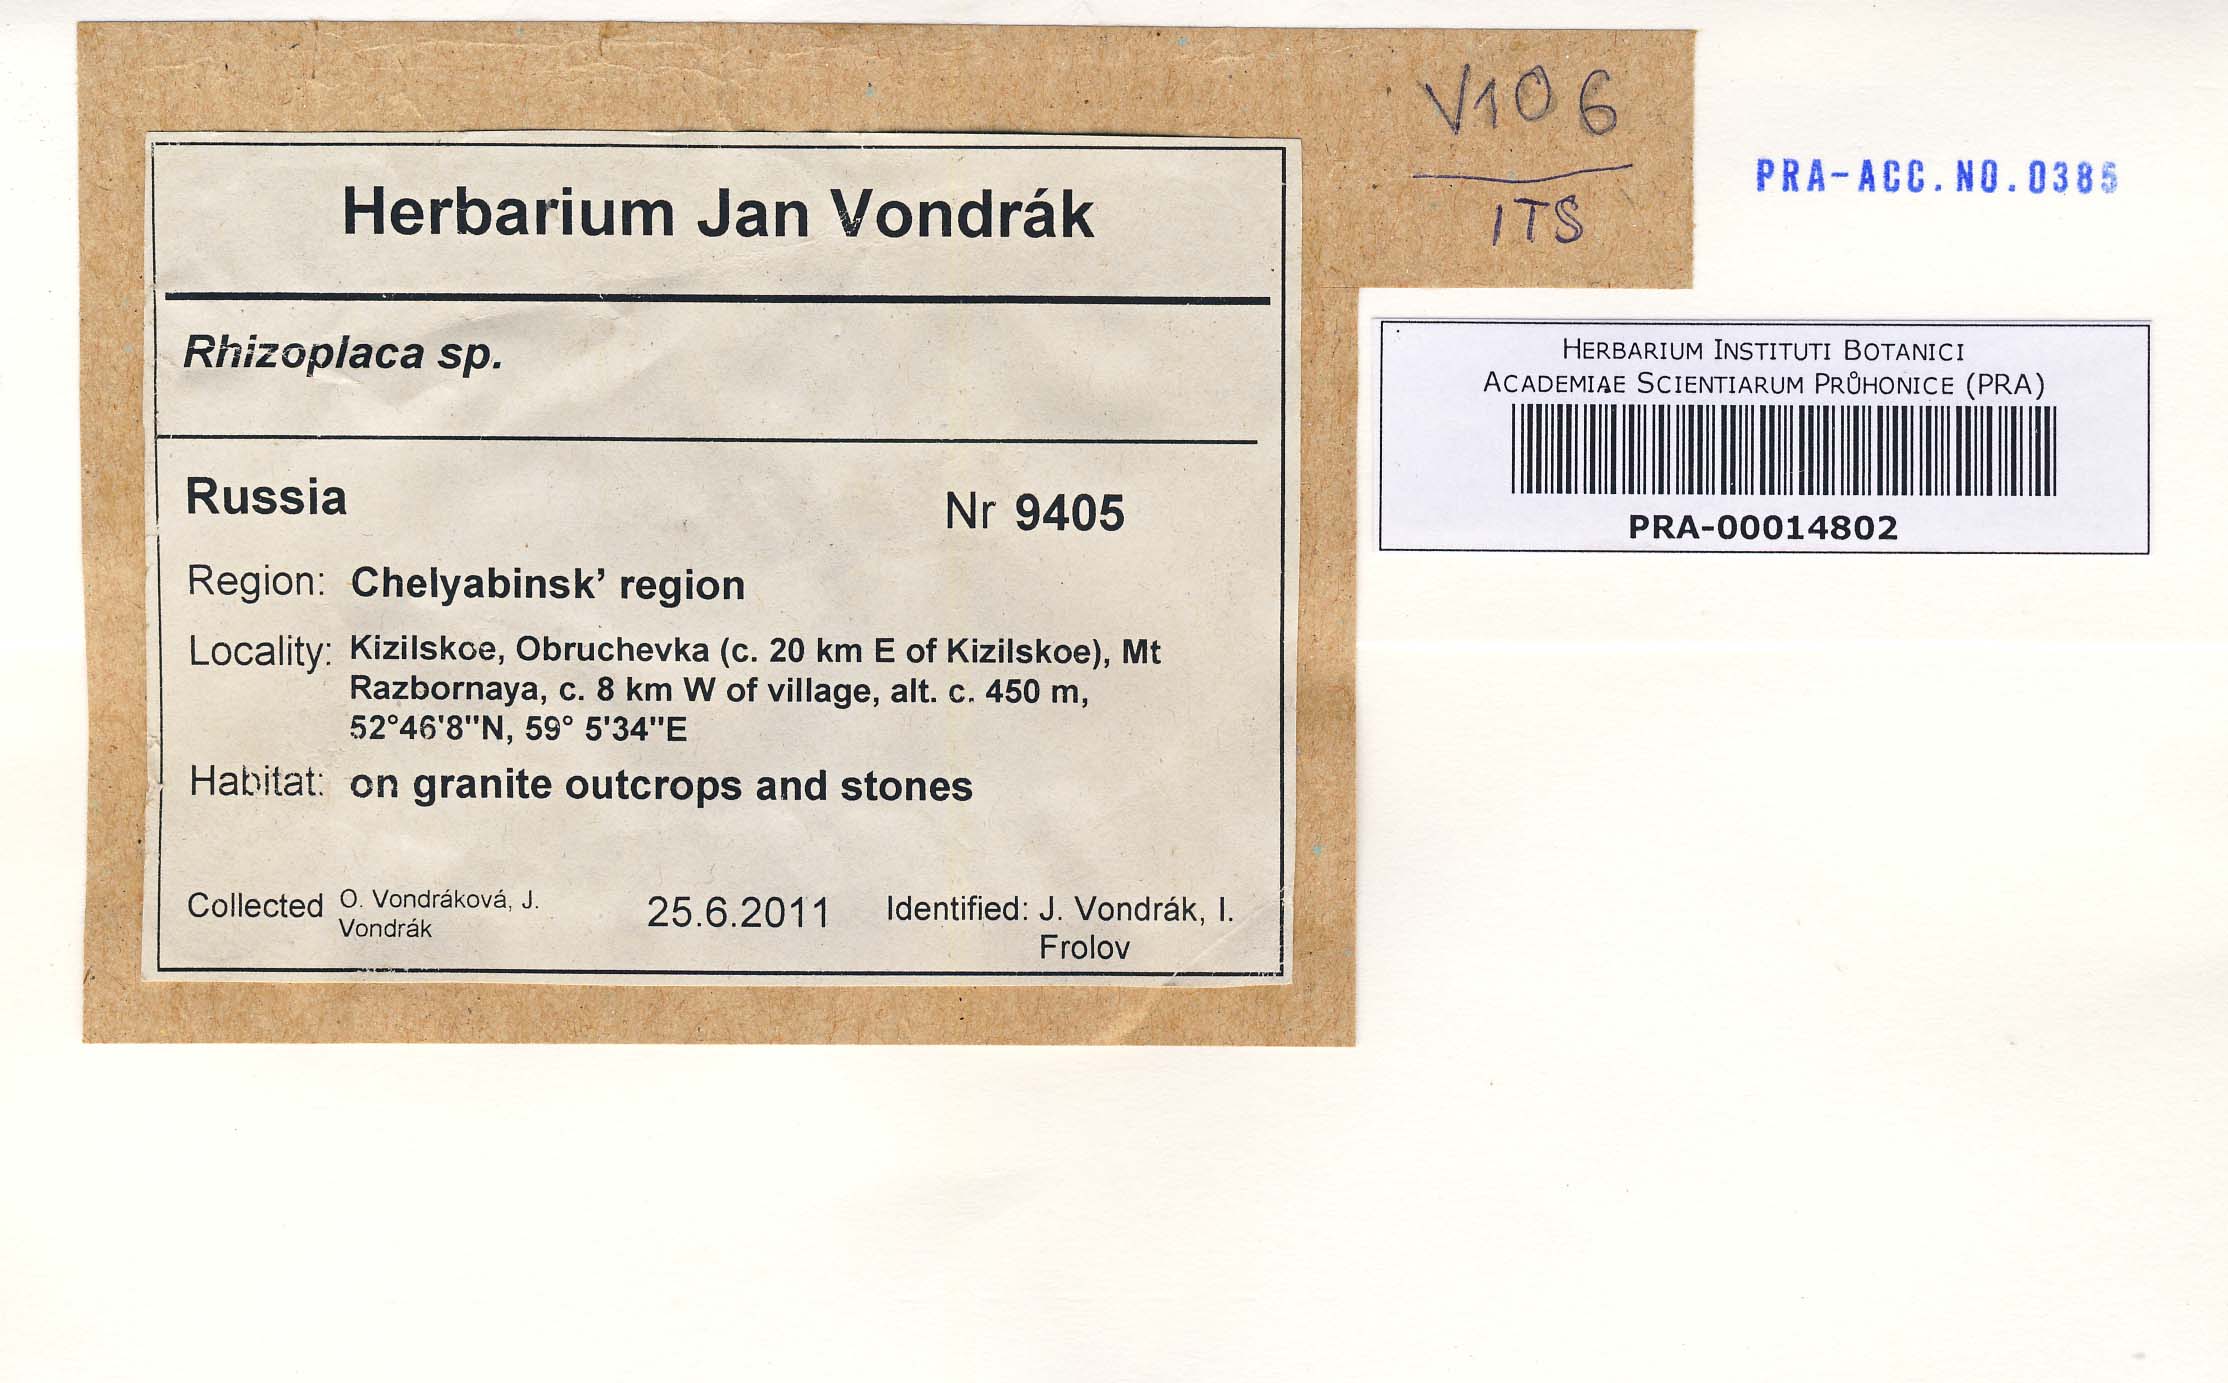 V106
ITS
PRA-ACC.NO.0385
Herbarium Jan Vondrák
Rhizoplaca sp.
Russia
Nr 9405
Region: Chelyabinsk’ region
Locality: Kizilskoe, Obruchevka (c. 20 km E of Kizilskoe), Mt
Razbornaya, c. 8 km W of village, alt. c. 450 m,
52°46'8"N, 59° 5'34"E
Habitat: on granite outcrops and stones
Collected O. Vondráková, J.
Vondrák
25.6.2011
Identified: J. Vondrák, I.
Frolov
HERBARIUM INSTITUTI BOTANICI
ACADEMIAE SCIENTIARUM PRŮHONICE (PRA)
PRA-00014802